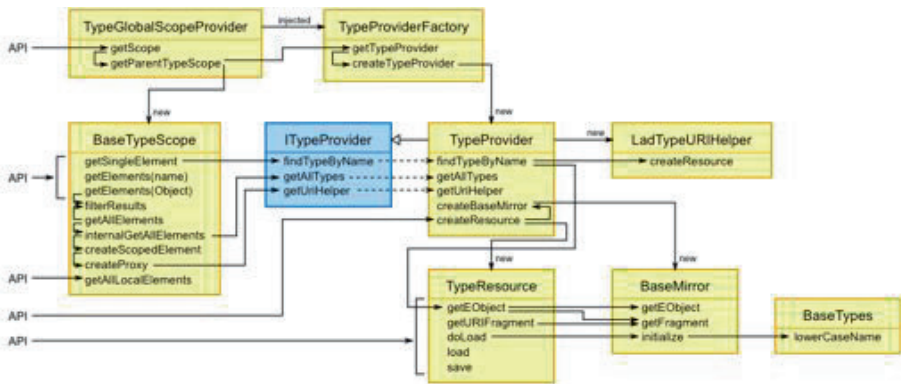 TypeGlobalScopeProvider
injected
TypeProviderFactory
API
getScope
getParentTypeScope
getTypeProvider
createTypeProvider
new
new
BaseTypeScope
ITypeProvider
TypeProvider
new
LadTypeURIHelper
API
getSingleElement
getElements(name)
getElements(Object)
filterResults
getAllElements
internalGetAllElements
createScopedElement
createProxy
getAllLocalElements
findTypeByName
getAllTypes
getUriHelper
findTypeByName
getAllTypes
getUriHelper
createBaseMirror
createResource
createResource
API
new
new
TypeResource
BaseMirror
BaseTypes
API
API
getEObject
getURIFragment
doLoad
load
save
getEObject
getFragment
initialize
lowerCaseName